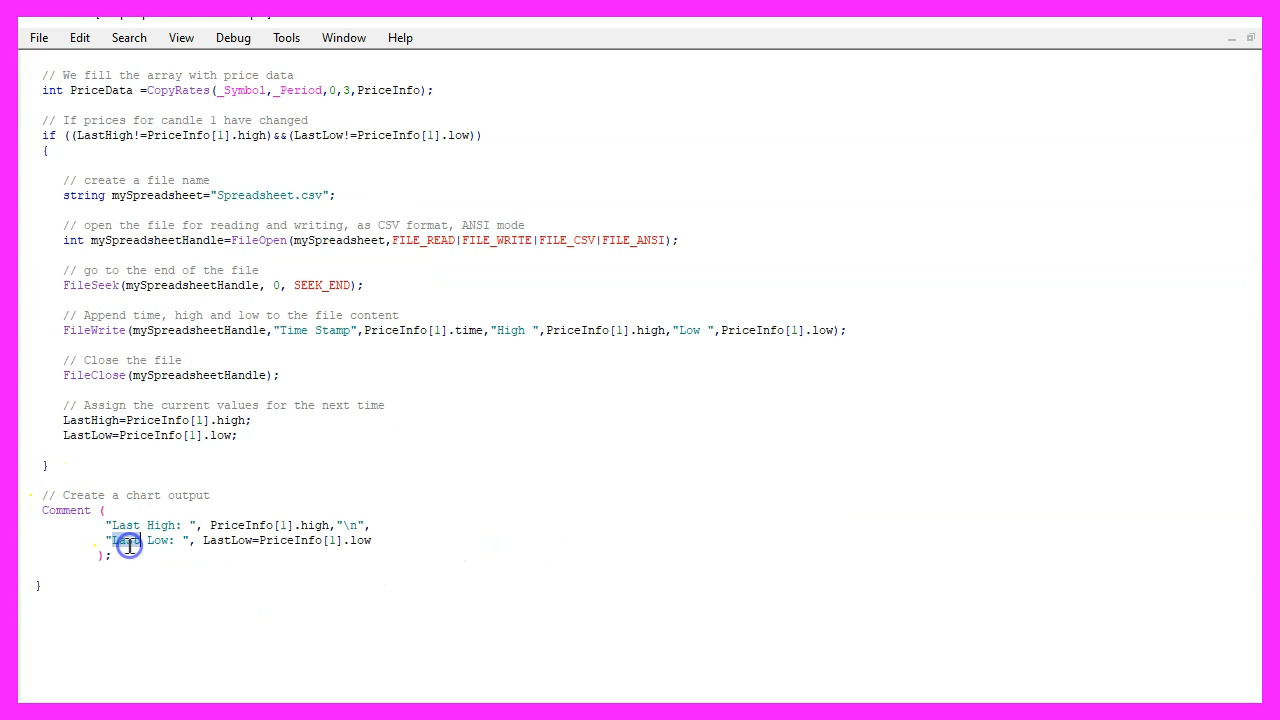 File Edit Search View Debug Tools Window Help
// We fill the array with price data
int PriceData =CopyRates(_Symbol,_Period,0,3,PriceInfo);
// If prices for candle 1 have changed
if ((LastHigh!=PriceInfo[1].high)&&(LastLow!=PriceInfo[1].low))
{
// create a file name
string mySpreadsheet="Spreadsheet.csv";
// open the file for reading and writing, as CSV format, ANSI mode
int mySpreadsheetHandle=FileOpen(mySpreadsheet,FILE_READ|FILE_WRITE|FILE_CSV|FILE_ANSI);
// go to the end of the file
FileSeek(mySpreadsheetHandle, 0, SEEK_END);
// Append time, high and low to the file content
FileWrite(mySpreadsheetHandle,"Time Stamp",PriceInfo[1].time,"High ",PriceInfo[1].high,"Low ",PriceInfo[1].low);
// Close the file
FileClose(mySpreadsheetHandle);
// Assign the current values for the next time
LastHigh=PriceInfo[1].high;
LastLow=PriceInfo[1].low;
}
// Create a chart output
Comment (
"Last High: ", PriceInfo[1].high,"\n",
"Last Low: ", LastLow=PriceInfo[1].low
);
}